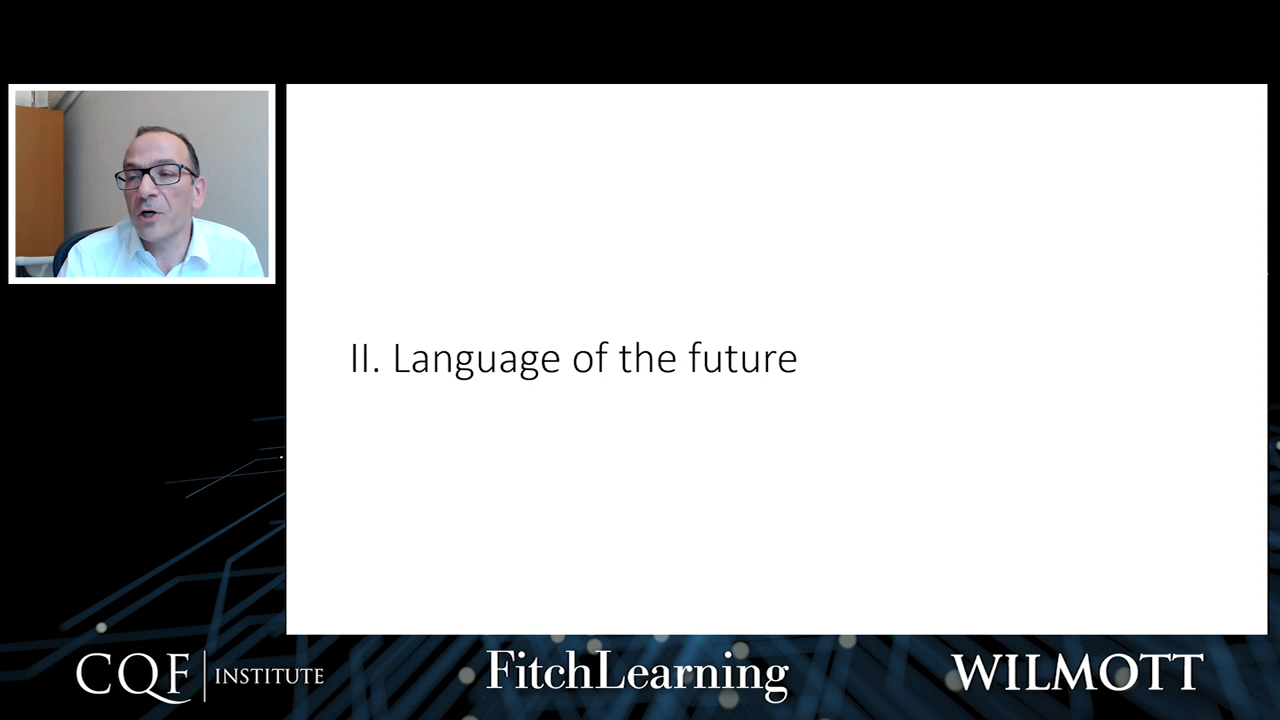 II. Language of the future
CQF INSTITUTE
FitchLearning
WILMOTT